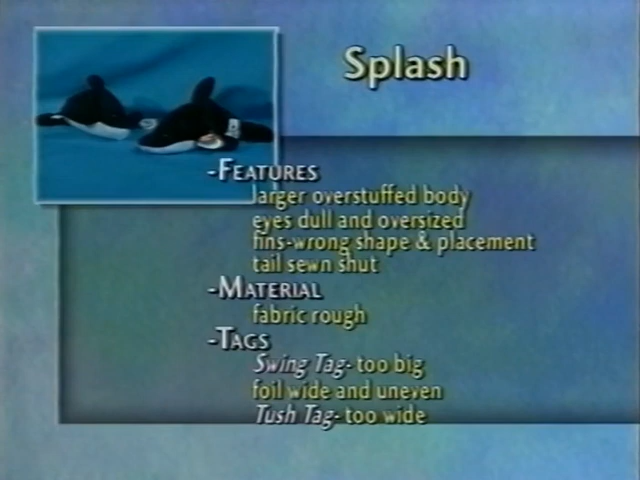 Splash
-FEATURES
larger overstuffed body
eyes dull and oversized
fins-wrong shape & placement
tail sewn shut
-MATERIAL
fabric rough
-TAGS
Swing Tag- too big
foil wide and uneven
Tush Tag- too wide